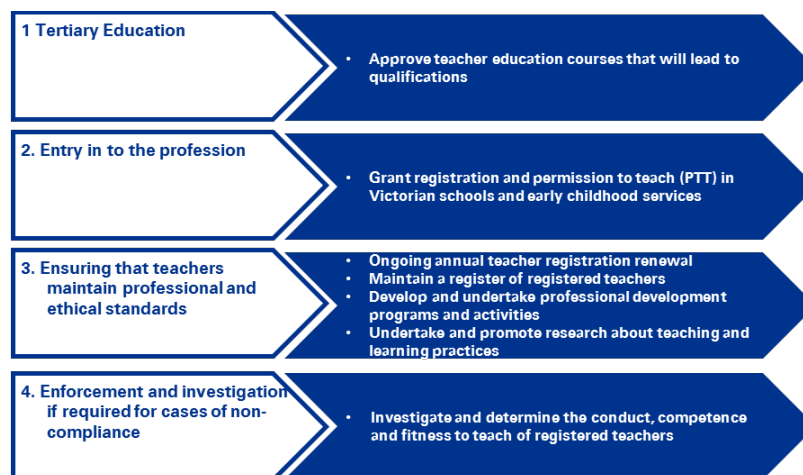 1 Tertiary Education
• Approve teacher education courses that will lead to
qualifications
2. Entry in to the profession
• Grant registration and permission to teach (PTT) in
Victorian schools and early childhood services
3. Ensuring that teachers
maintain professional and
ethical standards
• Ongoing annual teacher registration renewal
• Maintain a register of registered teachers
• Develop and undertake professional development
programs and activities
• Undertake and promote research about teaching and
learning practices
4. Enforcement and investigation
if required for cases of non-
compliance
• Investigate and determine the conduct, competence
and fitness to teach of registered teachers